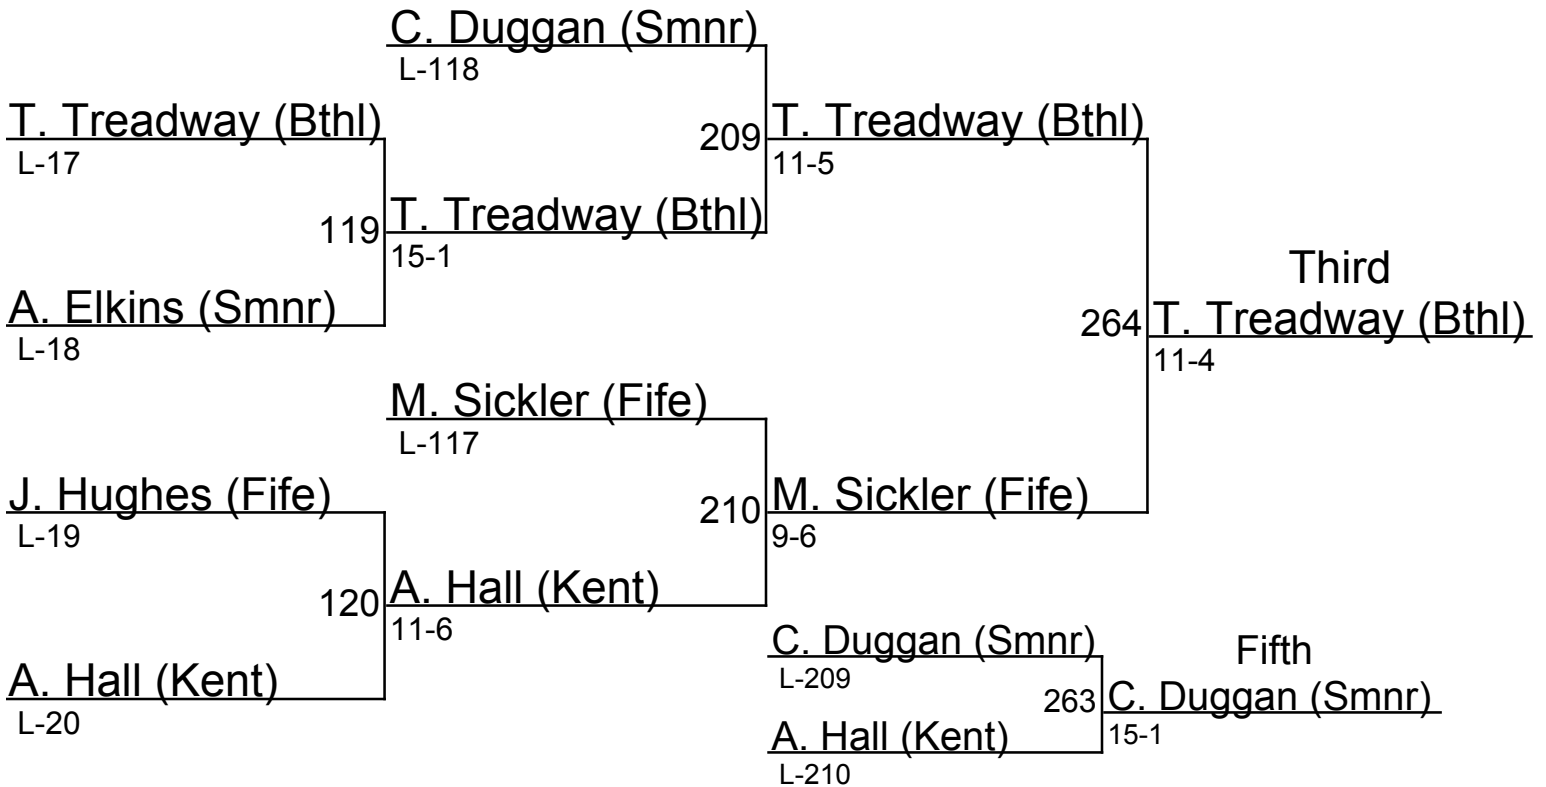 C. Duggan (Smnr)
L-118
T. Treadway (Bthl)
L-17
209
T. Treadway (Bthl)
11-5
119
T. Treadway (Bthl)
15-1
A. Elkins (Smnr)
L-18
Third
264
T. Treadway (Bthl)
11-4
M. Sickler (Fife)
L-117
J. Hughes (Fife)
L-19
210
M. Sickler (Fife)
9-6
120
A. Hall (Kent)
11-6
A. Hall (Kent)
L-20
C. Duggan (Smnr)
L-209
Fifth
263
C. Duggan (Smnr)
15-1
A. Hall (Kent)
L-210